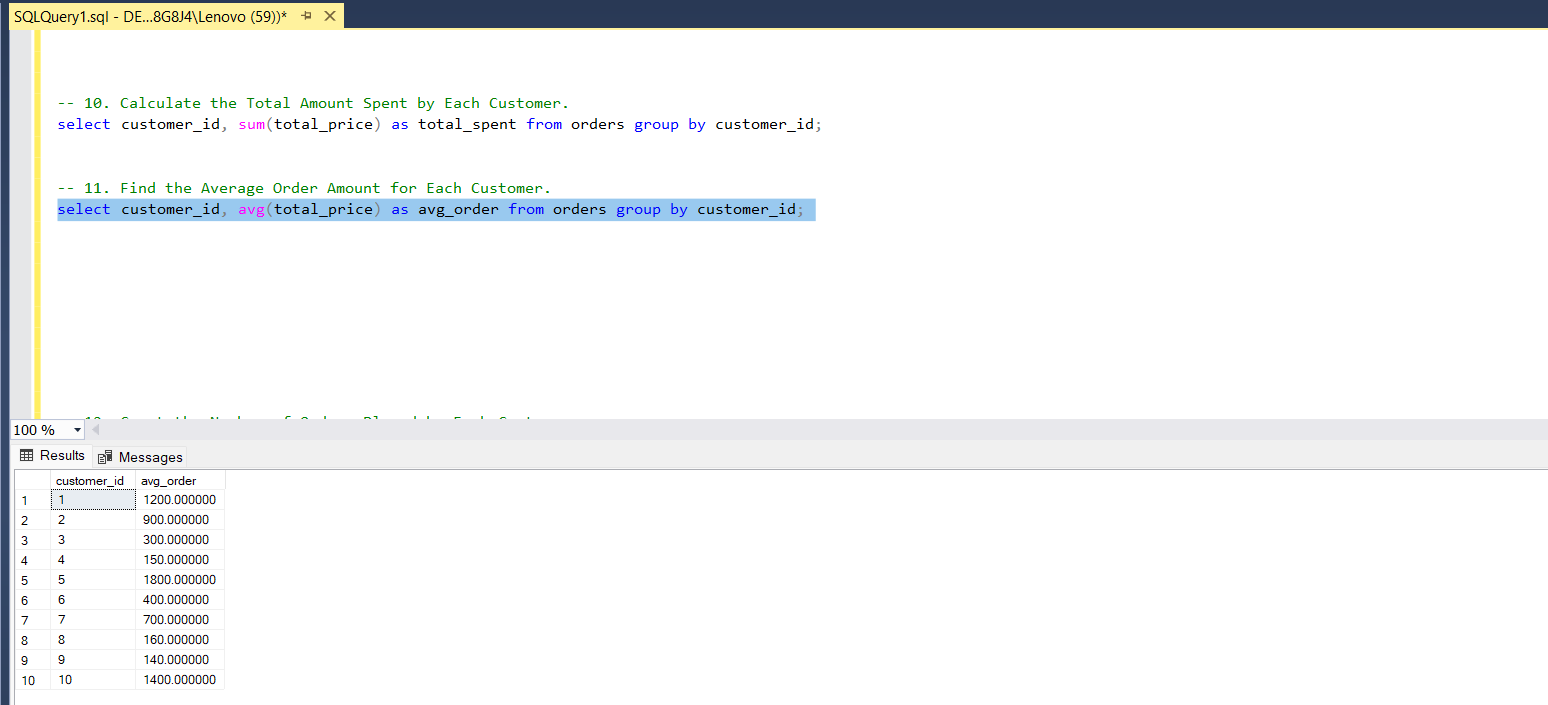 SQLQuery1.sql - DE...8G8J4\Lenovo (59))*
-- 10. Calculate the Total Amount Spent by Each Customer.
select customer_id, sum(total_price) as total_spent from orders group by customer_id;
-- 11. Find the Average Order Amount for Each Customer.
select customer_id, avg(total_price) as avg_order from orders group by customer_id;
100 %
Results Messages
customer_id avg_order
1 1 1200.000000
2 2 900.000000
3 3 300.000000
4 4 150.000000
5 5 1800.000000
6 6 400.000000
7 7 700.000000
8 8 160.000000
9 9 140.000000
10 10 1400.000000